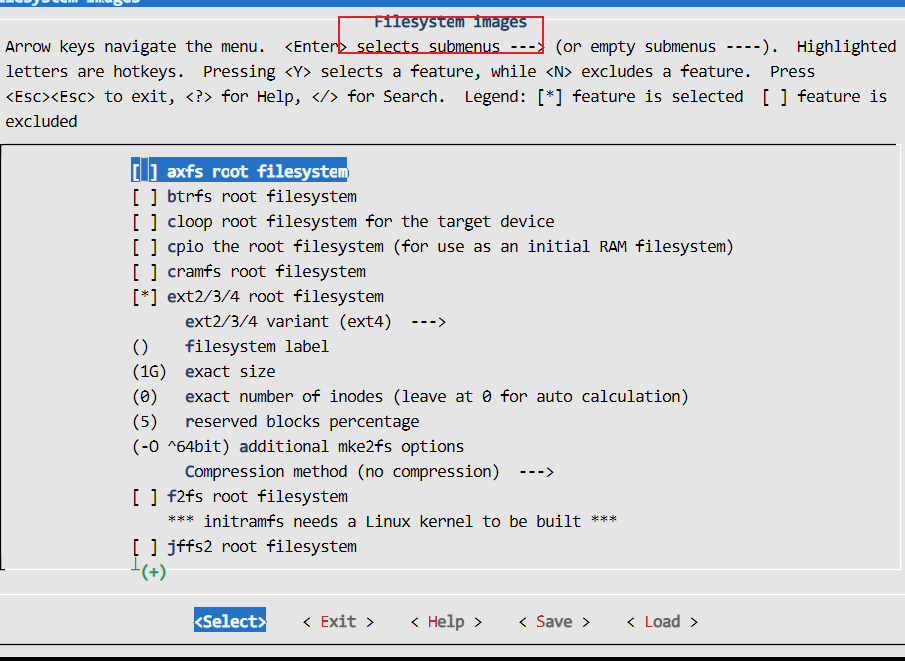 Filesystem images
Arrow keys navigate the menu.  <Enter> selects submenus ---> (or empty submenus ----).  Highlighted
letters are hotkeys.  Pressing <Y> selects a feature, while <N> excludes a feature.  Press
<Esc><Esc> to exit, <?> for Help, </> for Search.  Legend: [*] feature is selected  [ ] feature is
excluded
[ ] axfs root filesystem
[ ] btrfs root filesystem
[ ] cloop root filesystem for the target device
[ ] cpio the root filesystem (for use as an initial RAM filesystem)
[ ] cramfs root filesystem
[*] ext2/3/4 root filesystem
ext2/3/4 variant (ext4)  --->
()    filesystem label
(1G)  exact size
(0)   exact number of inodes (leave at 0 for auto calculation)
(5)   reserved blocks percentage
(-O ^64bit) additional mke2fs options
Compression method (no compression)  --->
[ ] f2fs root filesystem
*** initramfs needs a Linux kernel to be built ***
[ ] jffs2 root filesystem
(+)
<Select>    < Exit >    < Help >    < Save >    < Load >